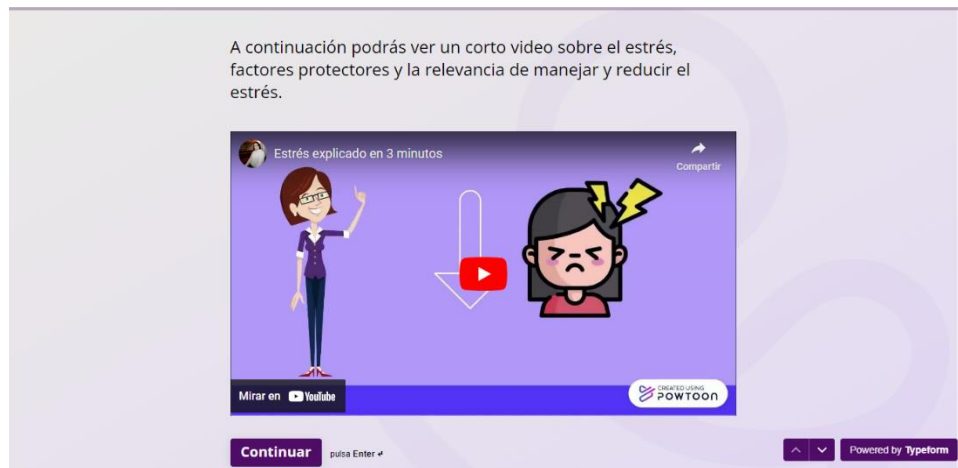 A continuación podrás ver un corto video sobre el estrés,
factores protectores y la relevancia de manejar y reducir el
estrés.
Estrés explicado en 3 minutos
Compartir
Mirar en YouTube
CREATED USING
POWTOON
Continuar pulsa Enter ↵
Powered by Typeform